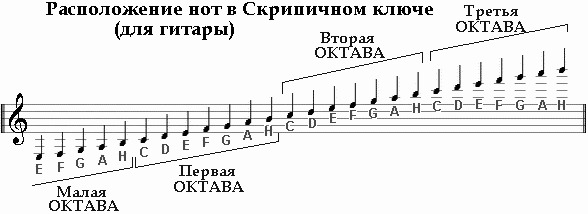 Расположение нот в Скрипичном ключе
(для гитары)
Третья
ОКТАВА
Вторая
ОКТАВА
E F G A H C D E F G A H C D E F G A H C D E F G A H
Малая
ОКТАВА
Первая
ОКТАВА